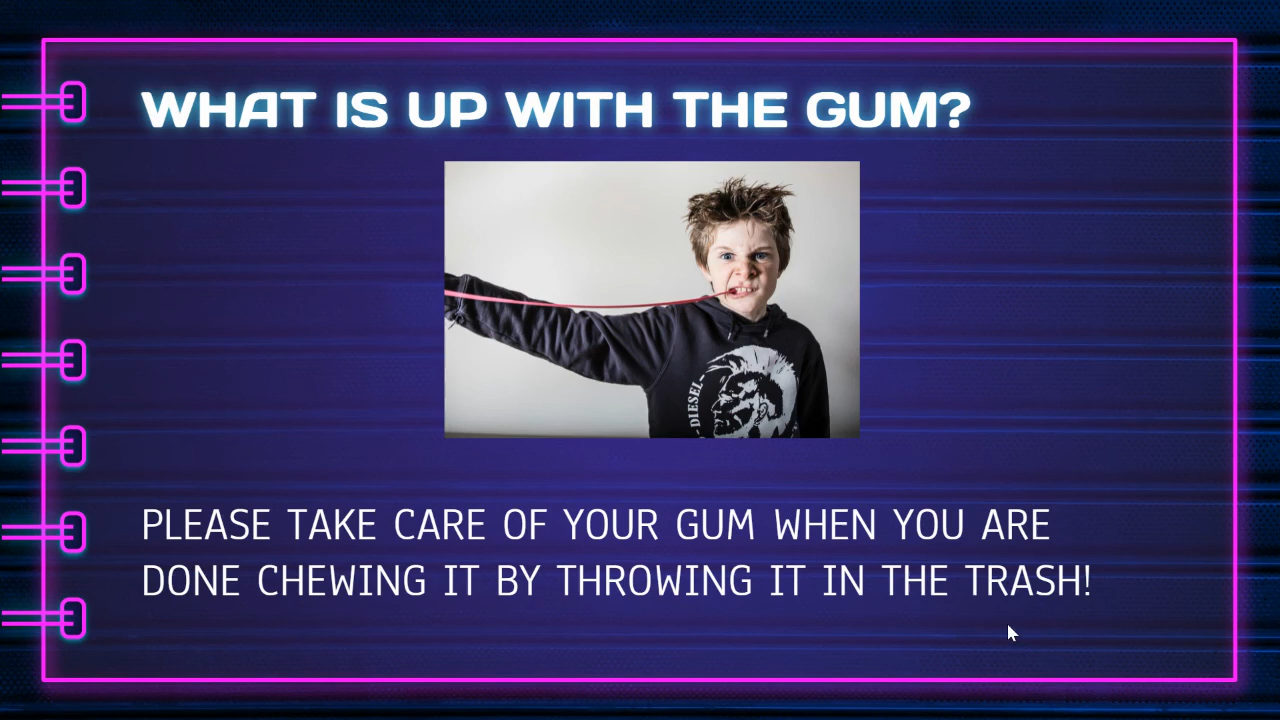 WHAT IS UP WITH THE GUM?
DIESEL
PLEASE TAKE CARE OF YOUR GUM WHEN YOU ARE
DONE CHEWING IT BY THROWING IT IN THE TRASH!